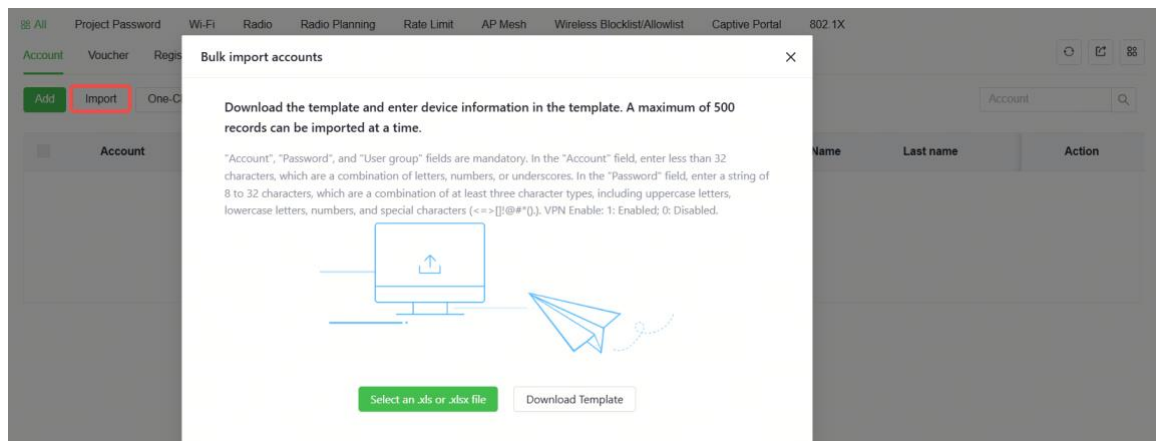 All Project Password Wi-Fi Radio Radio Planning Rate Limit AP Mesh Wireless Blocklist/Allowlist Captive Portal 802.1X
Account Voucher Regis
Bulk import accounts
Add Import One-C
Account
Download the template and enter device information in the template. A maximum of 500
records can be imported at a time.
Account Name Last name Action
"Account", "Password", and "User group" fields are mandatory. In the "Account" field, enter less than 32
characters, which are a combination of letters, numbers, or underscores. In the "Password" field, enter a string of
8 to 32 characters, which are a combination of at least three character types, including uppercase letters,
lowercase letters, numbers, and special characters (<=>[]!@#*().). VPN Enable: 1: Enabled; 0: Disabled.
Select an .xls or .xlsx file Download Template